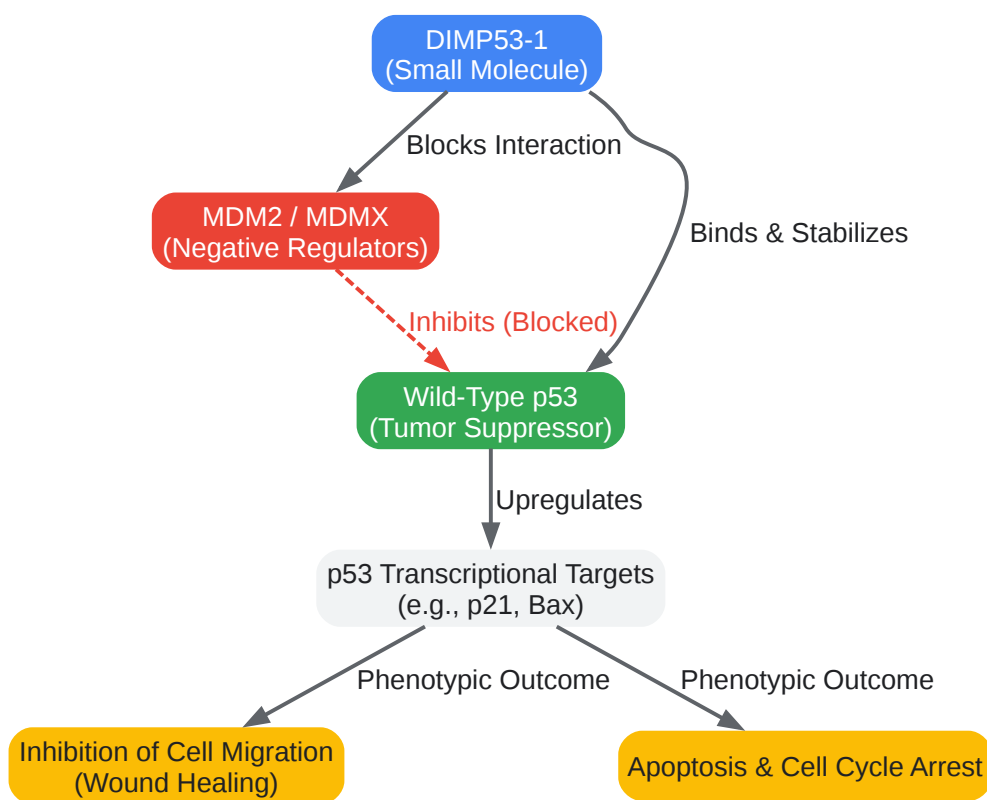 DIMP53-1
(Small Molecule)
Blocks Interaction
MDM2 / MDMX
(Negative Regulators)
Binds & Stabilizes
Inhibits (Blocked)
Wild-Type p53
(Tumor Suppressor)
Upregulates
p53 Transcriptional Targets
(e.g., p21, Bax)
Phenotypic Outcome
Phenotypic Outcome
Inhibition of Cell Migration
(Wound Healing)
Apoptosis & Cell Cycle Arrest